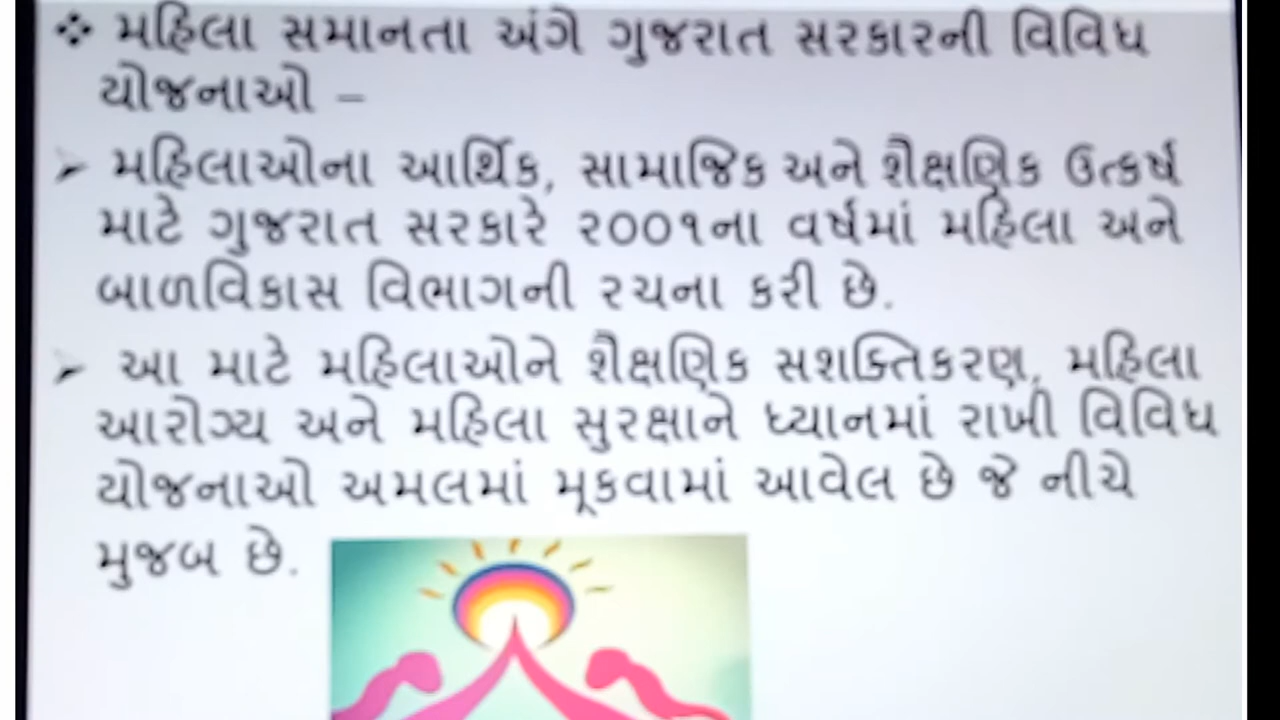 ❖ મહિલા સમાનતા અંગે ગુજરાત સરકારની વિવિધ
યોજનાઓ –
➢ મહિલાઓના આર્થિક, સામાજિક અને શૈક્ષણિક ઉત્કર્ષ
માટે ગુજરાત સરકારે ૨૦૦૧ના વર્ષમાં મહિલા અને
બાળવિકાસ વિભાગની રચના કરી છે.
➢ આ માટે મહિલાઓને શૈક્ષણિક સશક્તિકરણ, મહિલા
આરોગ્ય અને મહિલા સુરક્ષાને ધ્યાનમાં રાખી વિવિધ
યોજનાઓ અમલમાં મૂકવામાં આવેલ છે જે નીચે
મુજબ છે.